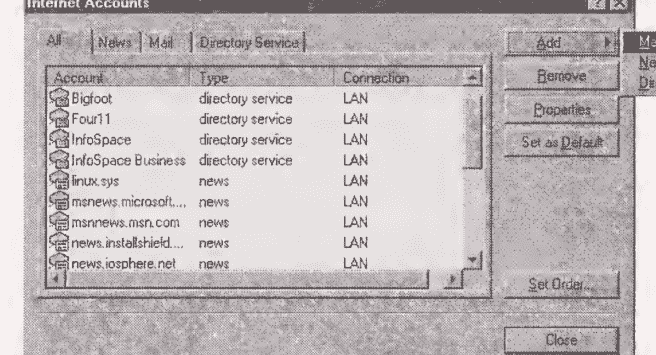 Internet Accounts
All News Mail Directory Service
Account Type Connection
Bigfoot directory service LAN
Four11 directory service LAN
InfoSpace directory service LAN
InfoSpace Business directory service LAN
linux.sys news LAN
msnews.microsoft.... news LAN
msnnews.msn.com news LAN
news.installshield.... news LAN
news.iosphere.net news LAN
Add
Remove
Properties
Set as Default
Set Order...
Close